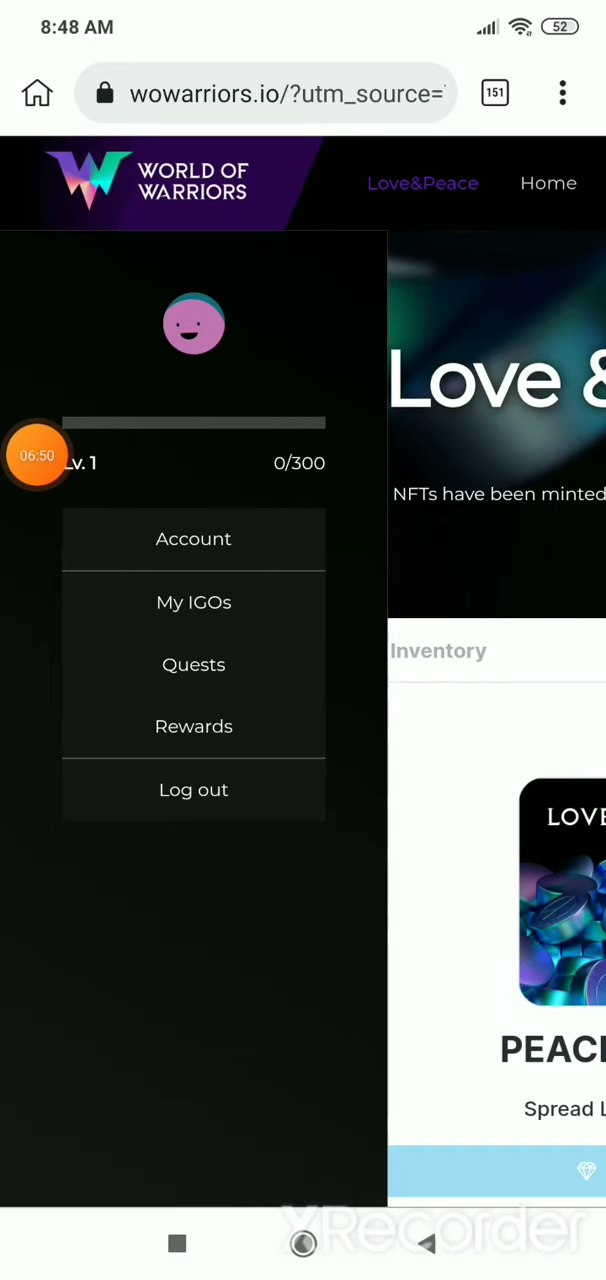 8:48 AM
52
wowarriors.io/?utm_source=
151
WORLD OF
WARRIORS
Love&Peace
Home
Love &
06:50
Lv. 1
0/300
NFTs have been minted
Account
My IGOs
Quests
Rewards
Log out
Inventory
LOVE
PEACE
Spread L
XRecorder